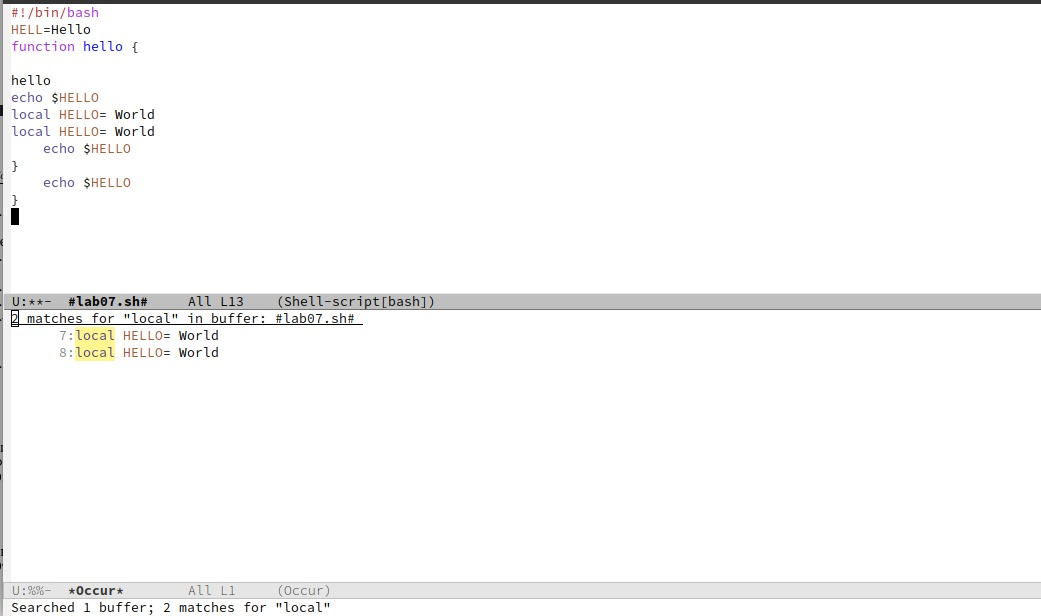 #!/bin/bash
HELL=Hello
function hello {
hello
echo $HELLO
local HELLO= World
local HELLO= World
echo $HELLO
}
echo $HELLO
}
U:**-  #lab07.sh#     All L13    (Shell-script[bash])
2 matches for "local" in buffer: #lab07.sh#
7:local HELLO= World
8:local HELLO= World
U:%%-  *Occur*        All L1     (Occur)
Searched 1 buffer; 2 matches for "local"